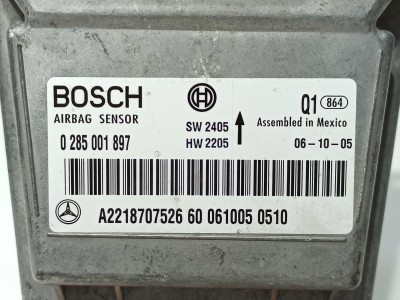 BOSCH
AIRBAG SENSOR
0 285 001 897
SW 2405
HW 2205
Q1 864
Assembled in Mexico
06-10-05
A2218707526 60 061005 0510